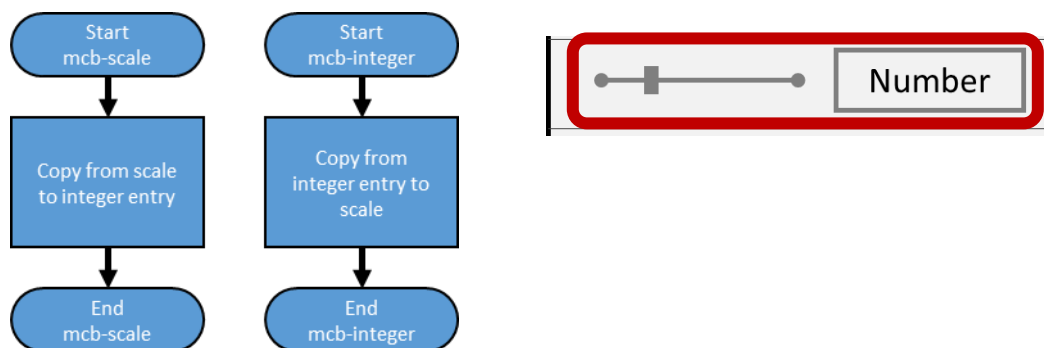 Start
mcb-scale
Copy from scale
to integer entry
End
mcb-scale
Start
mcb-integer
Copy from
integer entry to
scale
End
mcb-integer
Number